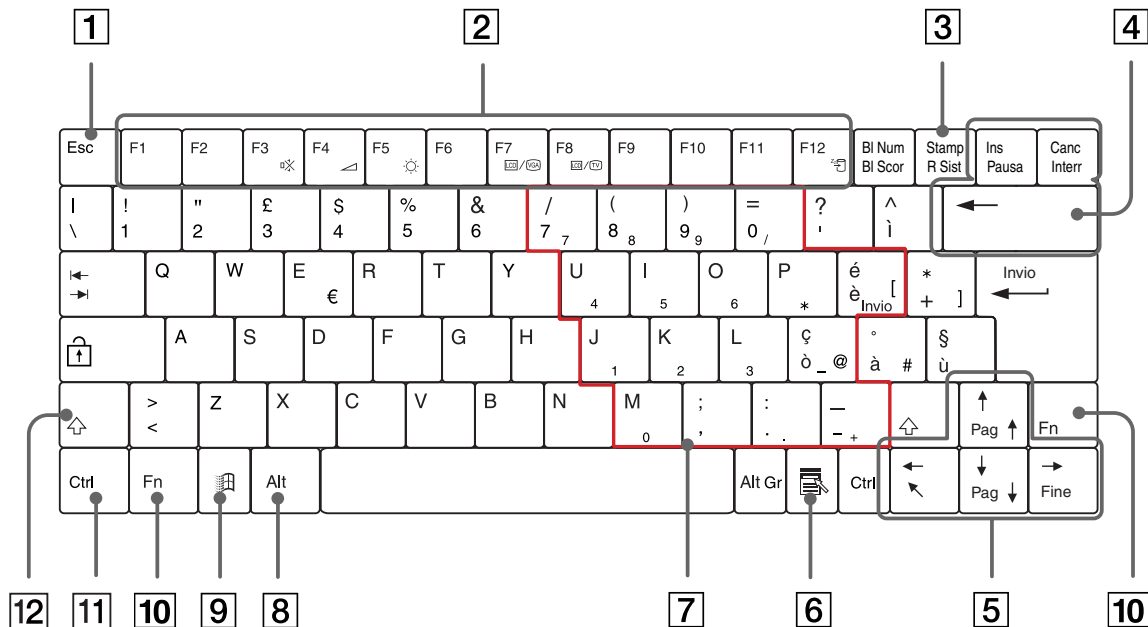 1 2 3 4
Esc F1 F2 F3 F4 F5 F6 F7 LCD/VGA F8 LCD/TV F9 F10 F11 F12 z z
Bl Num Stamp Ins Canc
Bl Scor R Sist Pausa Interr
| ! " £ $ % & / ( ) = ? ^
\ 1 2 3 4 5 6 7 7 8 8 9 9 0 / ' ì ←
Q W E R T Y U I O P é * Invio
€ 4 5 6 * è Invio [ + ]
A S D F G H J K L ç ° §
1 2 3 ò _ @ à # ù
> Z X C V B N M ; : — ↑
< 0 , . . - + Pag ↑ Fn
Ctrl Fn Alt Alt Gr Ctrl ← ↓ →
↖ Pag ↓ Fine
12 11 10 9 8 7 6 5 10